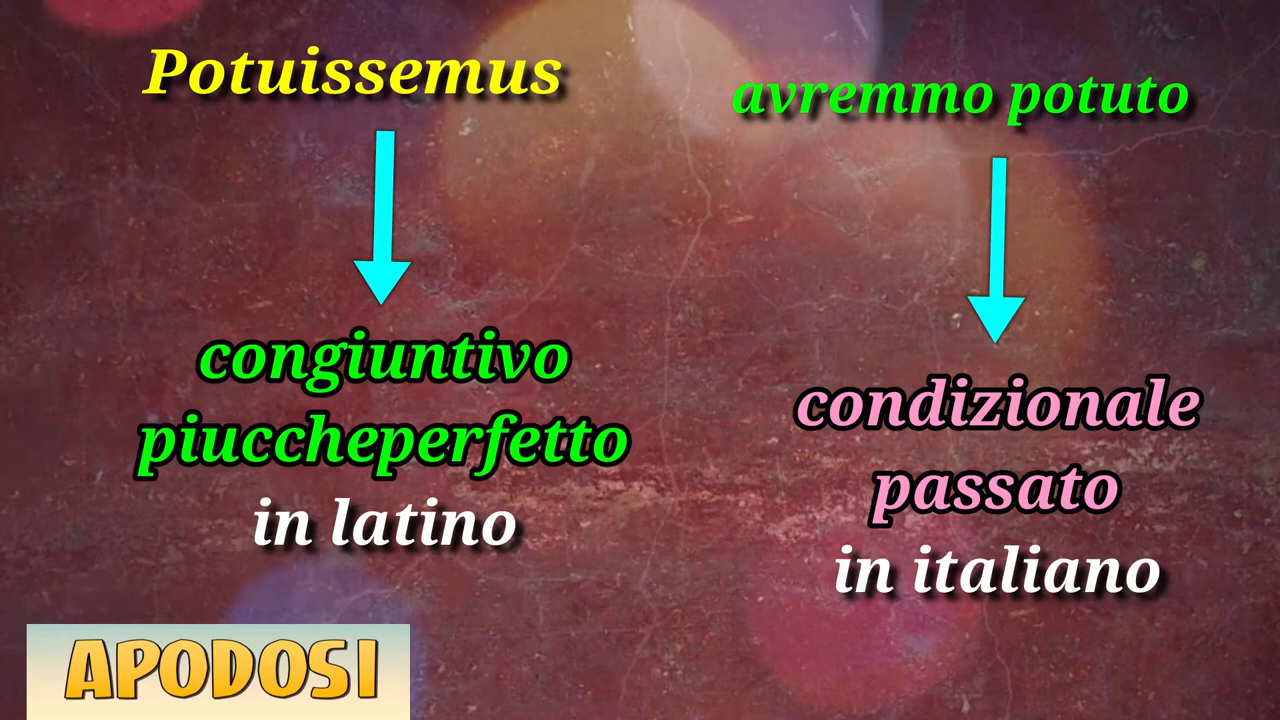 Potuissemus
avremmo potuto
congiuntivo
piuccheperfetto
in latino
condizionale
passato
in italiano
APODOSI